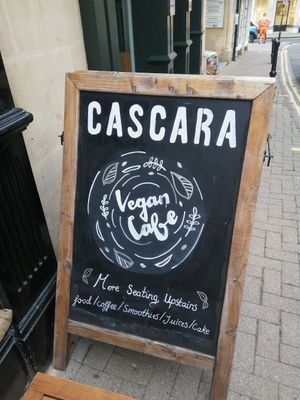 CASCARA
Vegan
Cafe
More Seating Upstairs
Food/Coffee/Smoothies/Juices/Cake